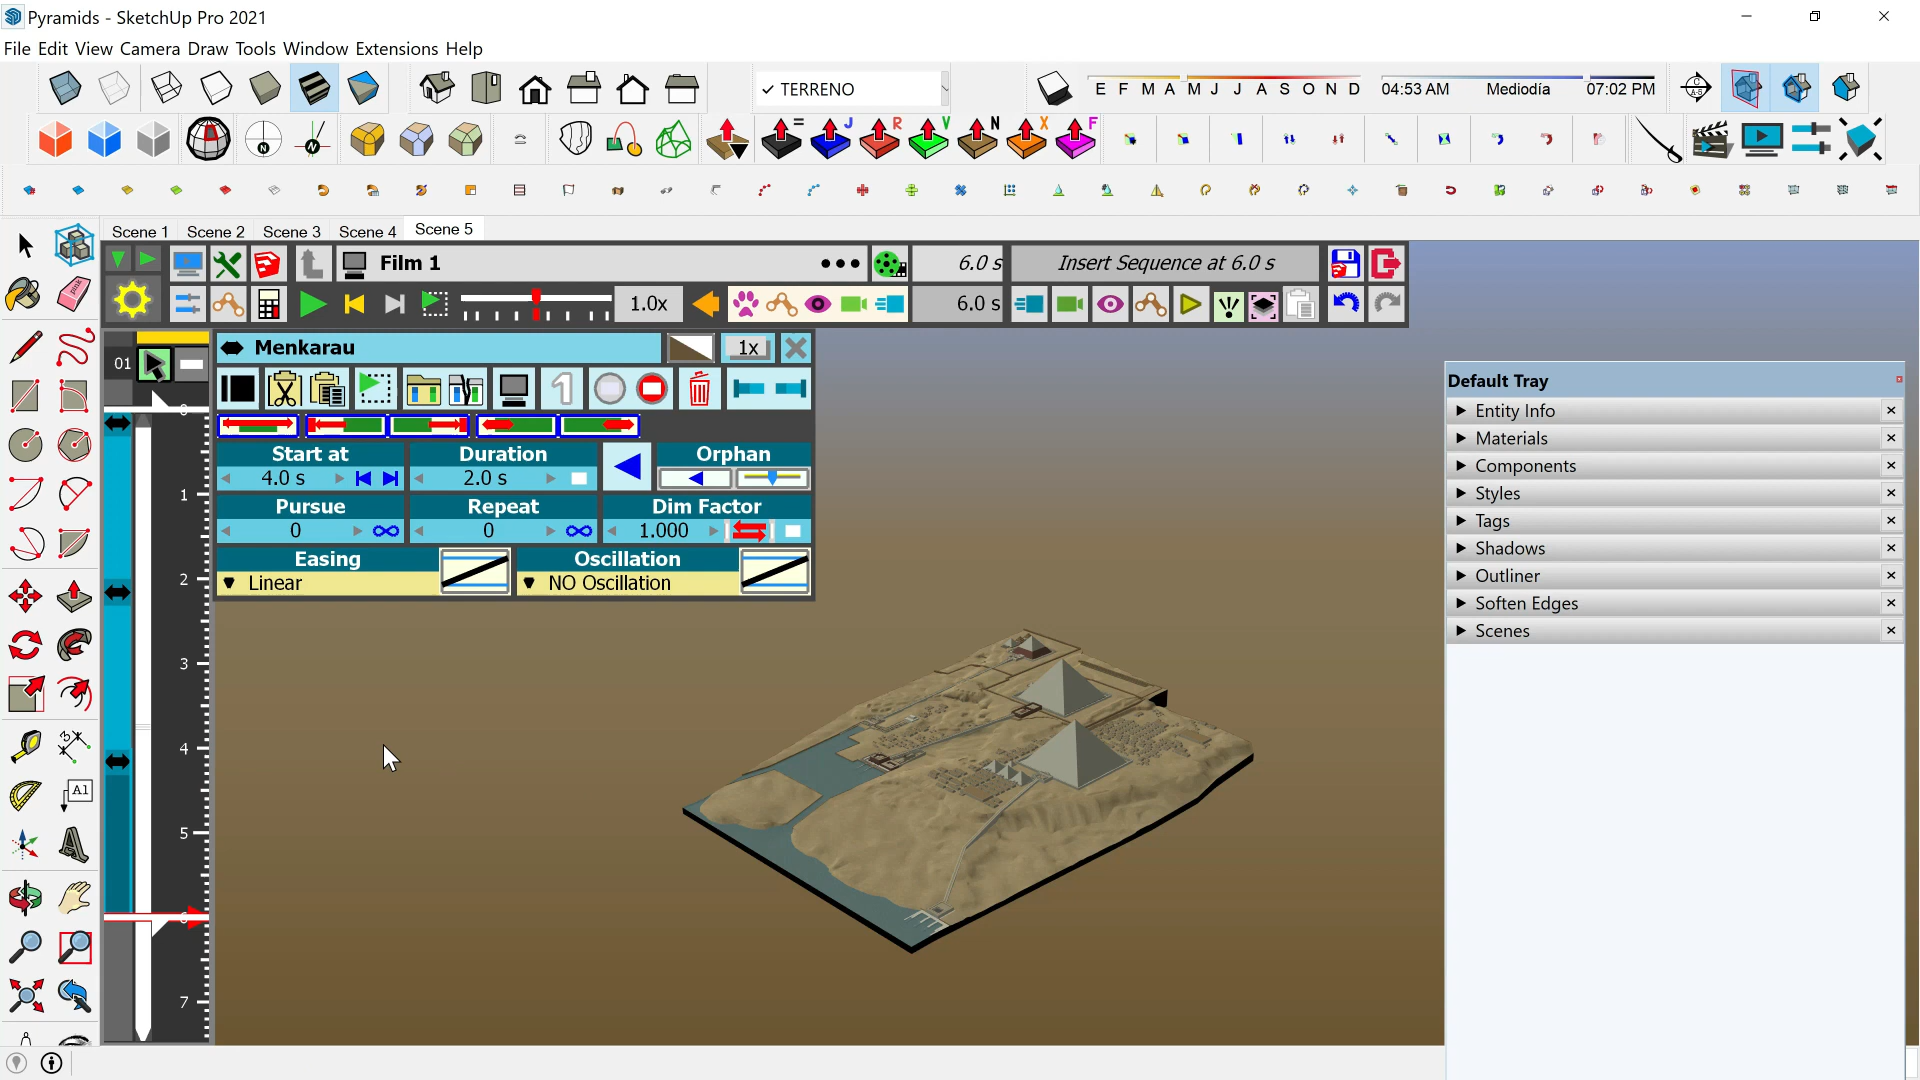 Pyramids - SketchUp Pro 2021
File Edit View Camera Draw Tools Window Extensions Help
TERRENO
E F M A M J J A S O N D
04:53 AM Mediodía 07:02 PM
= J R V N X F
Scene 1 Scene 2 Scene 3 Scene 4 Scene 5
Film 1
6.0 s
Insert Sequence at 6.0 s
1.0x
6.0 s
01
Menkarau
1x
Start at
4.0 s
Duration
2.0 s
Orphan
Pursue
0
Repeat
0
Dim Factor
1.000
Easing
Linear
Oscillation
NO Oscillation
0
1
2
3
4
5
6
7
Default Tray
Entity Info
Materials
Components
Styles
Tags
Shadows
Outliner
Soften Edges
Scenes